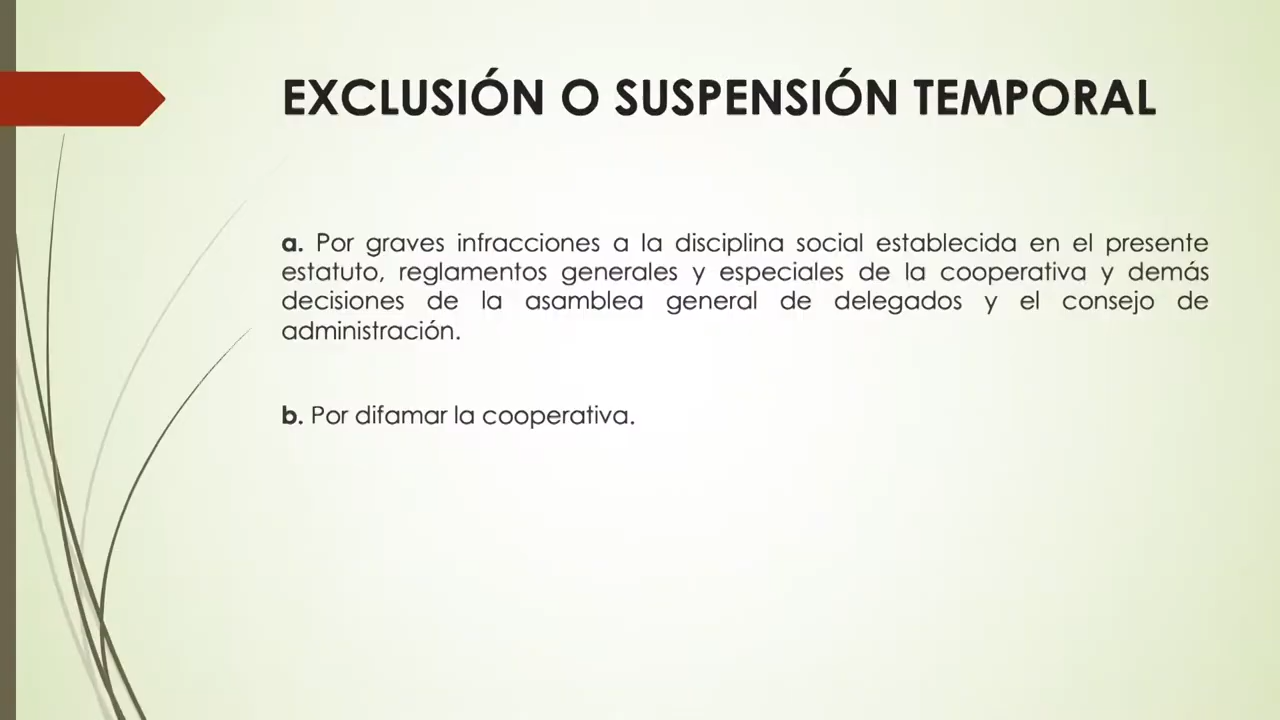 EXCLUSIÓN O SUSPENSIÓN TEMPORAL
a. Por graves infracciones a la disciplina social establecida en el presente
estatuto, reglamentos generales y especiales de la cooperativa y demás
decisiones de la asamblea general de delegados y el consejo de
administración.
b. Por difamar la cooperativa.